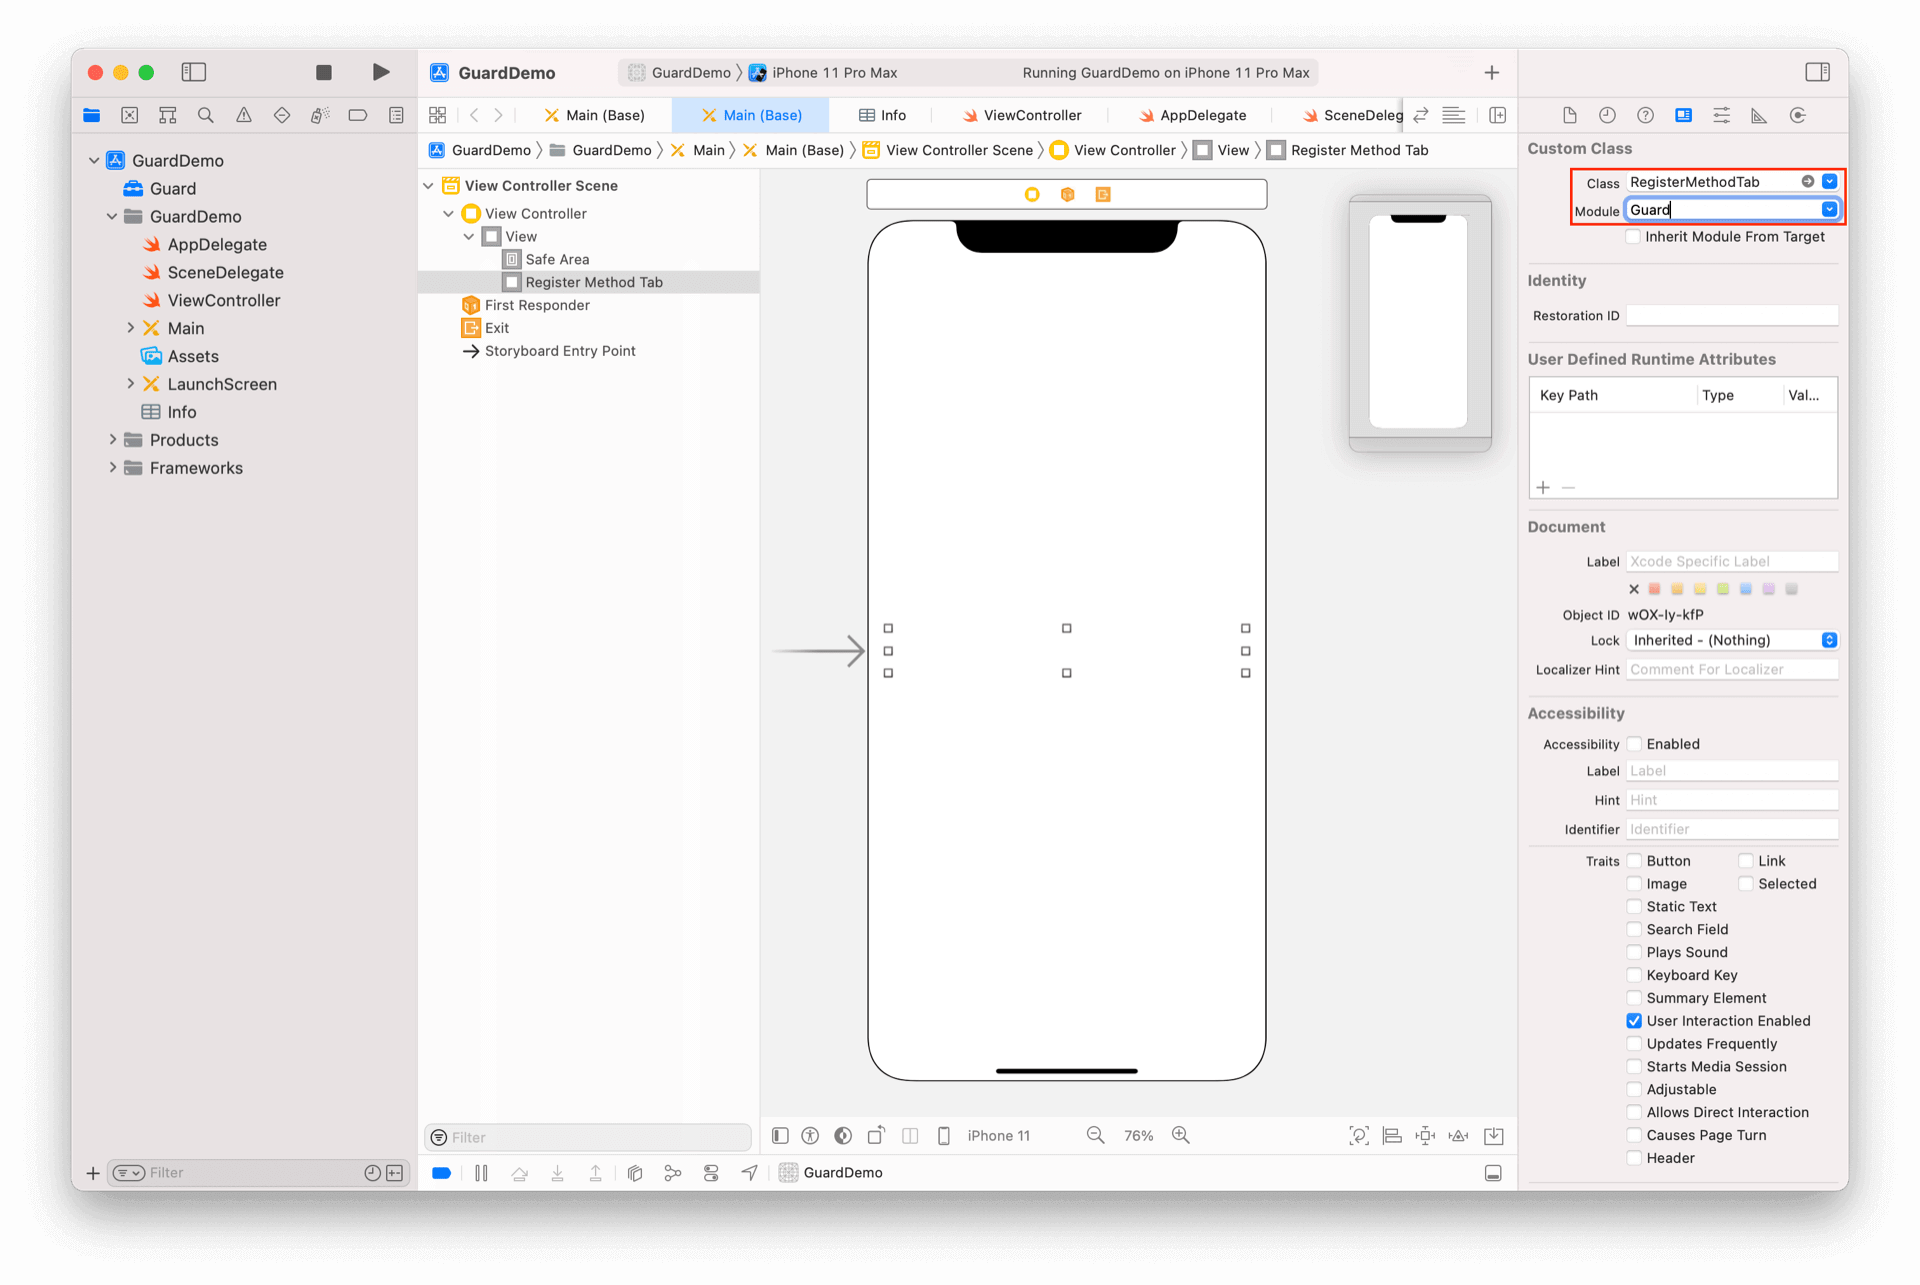 GuardDemo
GuardDemo 〉 iPhone 11 Pro Max
Running GuardDemo on iPhone 11 Pro Max
Main (Base)
Main (Base)
Info
ViewController
AppDelegate
SceneDeleg
GuardDemo 〉 GuardDemo 〉 Main 〉 Main (Base) 〉 View Controller Scene 〉 View Controller 〉 View 〉 Register Method Tab
GuardDemo
Guard
GuardDemo
AppDelegate
SceneDelegate
ViewController
Main
Assets
LaunchScreen
Info
Products
Frameworks
Filter
View Controller Scene
View Controller
View
Safe Area
Register Method Tab
First Responder
Exit
Storyboard Entry Point
Filter
iPhone 11
76%
GuardDemo
Custom Class
Class RegisterMethodTab
Module Guard
Inherit Module From Target
Identity
Restoration ID
User Defined Runtime Attributes
Key Path Type Val...
Document
Label Xcode Specific Label
Object ID wOX-Iy-kfP
Lock Inherited - (Nothing)
Localizer Hint Comment For Localizer
Accessibility
Accessibility Enabled
Label Label
Hint Hint
Identifier Identifier
Traits Button Link
Image Selected
Static Text
Search Field
Plays Sound
Keyboard Key
Summary Element
User Interaction Enabled
Updates Frequently
Starts Media Session
Adjustable
Allows Direct Interaction
Causes Page Turn
Header